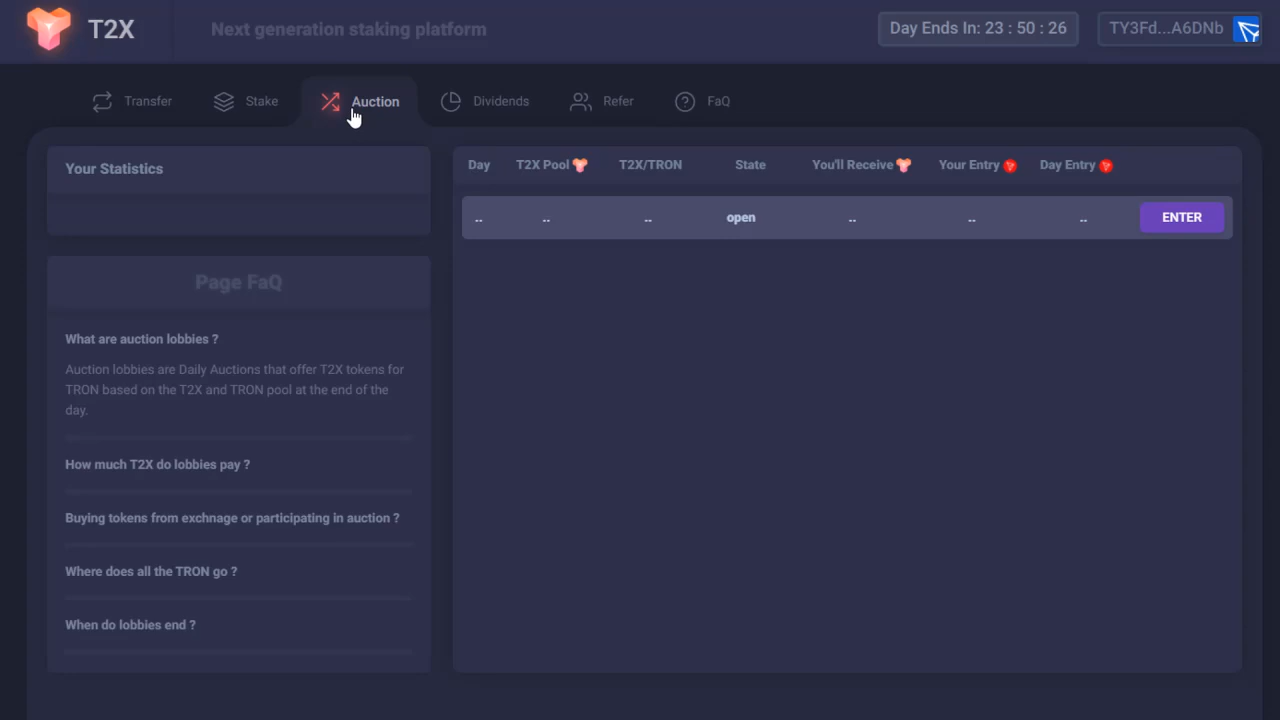 T2X
Next generation staking platform
Day Ends In: 23 : 50 : 26
TY3Fd...A6DNb
Transfer
Stake
Auction
Dividends
Refer
FaQ
Your Statistics
Page FaQ
What are auction lobbies ?
Auction lobbies are Daily Auctions that offer T2X tokens for
TRON based on the T2X and TRON pool at the end of the
day.
How much T2X do lobbies pay ?
Buying tokens from exchnage or participating in auction ?
Where does all the TRON go ?
When do lobbies end ?
Day T2X Pool T2X/TRON State You'll Receive Your Entry Day Entry
.. .. .. open .. .. .. ENTER